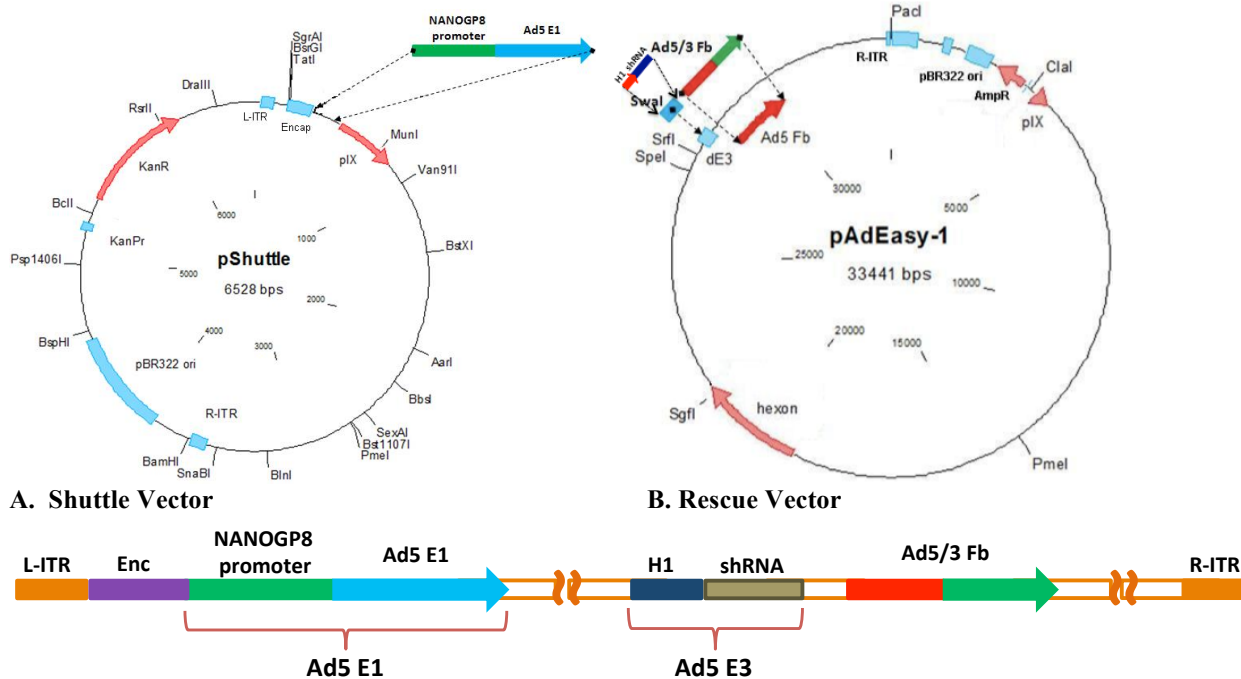 NANOGP8
promoter
Ad5 E1
SgrAI
BsrGI
TatI
DraIII
L-ITR
Encap
RsrII
KanR
pIX
MunI
Van91I
BclI
KanPr
6000
1000
BstXI
Psp1406I
pShuttle
5000
6528 bps
2000
BspHI
4000
3000
pBR322 ori
AarI
BbsI
R-ITR
SexAI
Bst1107I
PmeI
BamHI
SnaBI
BlnI
A. Shuttle Vector
PacI
H1 shRNA
Ad5/3 Fb
R-ITR
pBR322 ori
ClaI
AmpR
pIX
SwaI
Ad5 Fb
SrfI
dE3
SpeI
30000
5000
pAdEasy-1
25000
33441 bps
10000
20000
15000
SgfI
hexon
PmeI
B. Rescue Vector
L-ITR
Enc
NANOGP8
promoter
Ad5 E1
H1
shRNA
Ad5/3 Fb
R-ITR
Ad5 E1
Ad5 E3